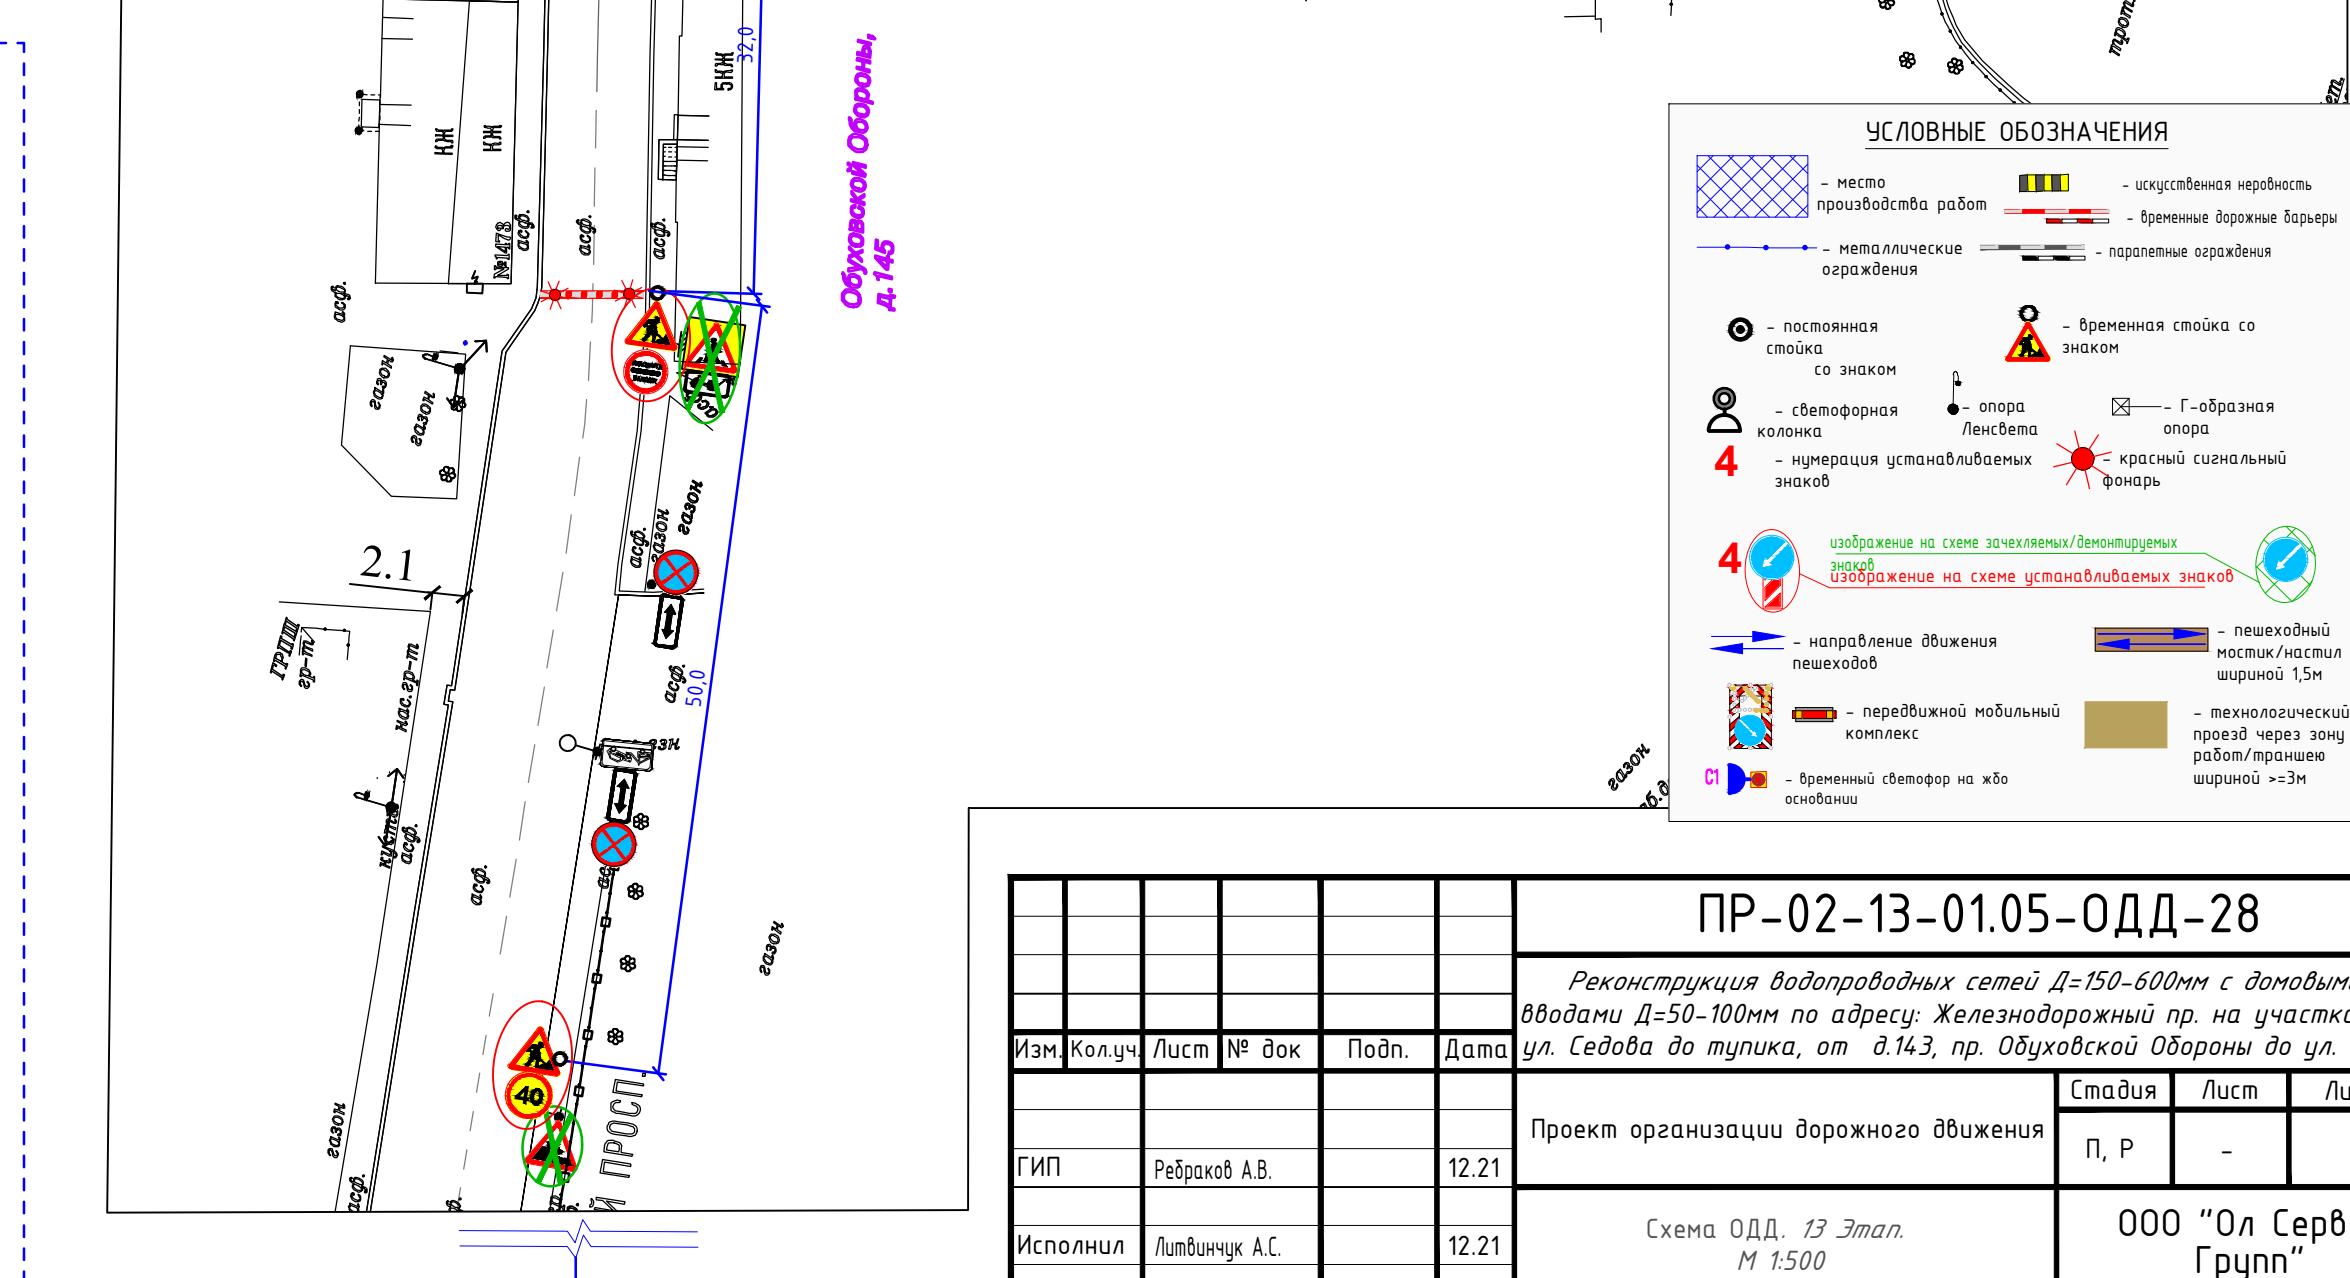 32,0
5КЖ
КЖ
КЖ
№147з
асф.
асф.
асф.
асф.
Обуховской Обороны,
д.145
газон
газон
газон
газон
асф.
2.1
ГРПШ
гр-т
нас.гр-т
асф.
50,0
кусты
асф.
асф.
газон
40
газон
асф.
Й ПРОСП.
газон
УСЛОВНЫЕ ОБОЗНАЧЕНИЯ
- место
производства работ
- искусственная неровность
- временные дорожные барьеры
- металлические
ограждения
- парапетные ограждения
- постоянная
стойка
со знаком
- временная стойка со
знаком
- светофорная
колонка
- опора
Ленсвета
- Г-образная
опора
4
- нумерация устанавливаемых
знаков
- красный сигнальный
фонарь
4
изображение на схеме зачехляемых/демонтируемых
знаков
изображение на схеме устанавливаемых знаков
- направление движения
пешеходов
- пешеходный
мостик/настил
шириной 1,5м
- передвижной мобильный
комплекс
- технологический
проезд через зону
работ/траншею
шириной >=3м
С1
- временный светофор на жбо
основании
ПР-02-13-01.05-ОДД-28
Реконструкция водопроводных сетей Д=150-600мм с домовым
вводами Д=50-100мм по адресу: Железнодорожный пр. на участк
ул. Седова до тупика, от д.143, пр. Обуховской Обороны до ул.
Изм. Кол.уч. Лист № док Подп. Дата
Проект организации дорожного движения
Стадия Лист Ли
П, Р -
ГИП Ребраков А.В. 12.21
Исполнил Литвинчук А.С. 12.21
Схема ОДД. 13 Этап.
М 1:500
ООО "Ол Серв
Групп"